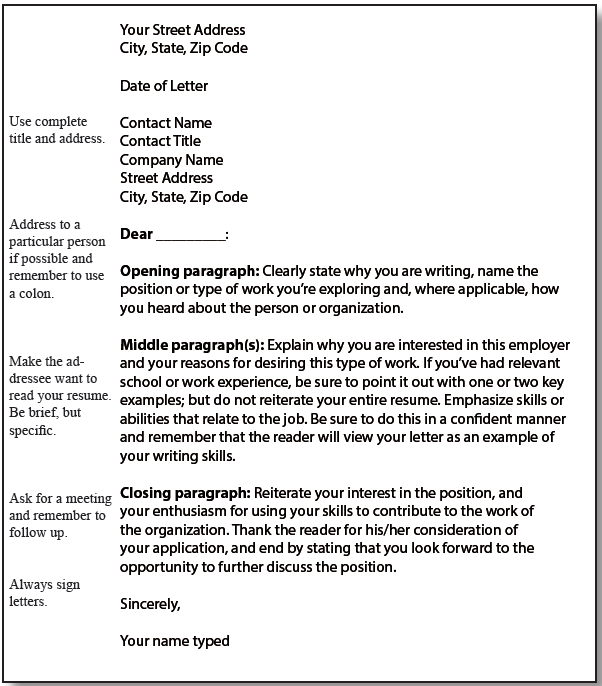 Your Street Address
City, State, Zip Code
Date of Letter
Use complete
title and address.
Contact Name
Contact Title
Company Name
Street Address
City, State, Zip Code
Address to a
particular person
if possible and
remember to use
a colon.
Dear _________:
Opening paragraph: Clearly state why you are writing, name the
position or type of work you’re exploring and, where applicable, how
you heard about the person or organization.
Make the ad-
dressee want to
read your resume.
Be brief, but
specific.
Middle paragraph(s): Explain why you are interested in this employer
and your reasons for desiring this type of work. If you’ve had relevant
school or work experience, be sure to point it out with one or two key
examples; but do not reiterate your entire resume. Emphasize skills or
abilities that relate to the job. Be sure to do this in a confident manner
and remember that the reader will view your letter as an example of
your writing skills.
Ask for a meeting
and remember to
follow up.
Closing paragraph: Reiterate your interest in the position, and
your enthusiasm for using your skills to contribute to the work of
the organization. Thank the reader for his/her consideration of
your application, and end by stating that you look forward to the
opportunity to further discuss the position.
Always sign
letters.
Sincerely,
Your name typed